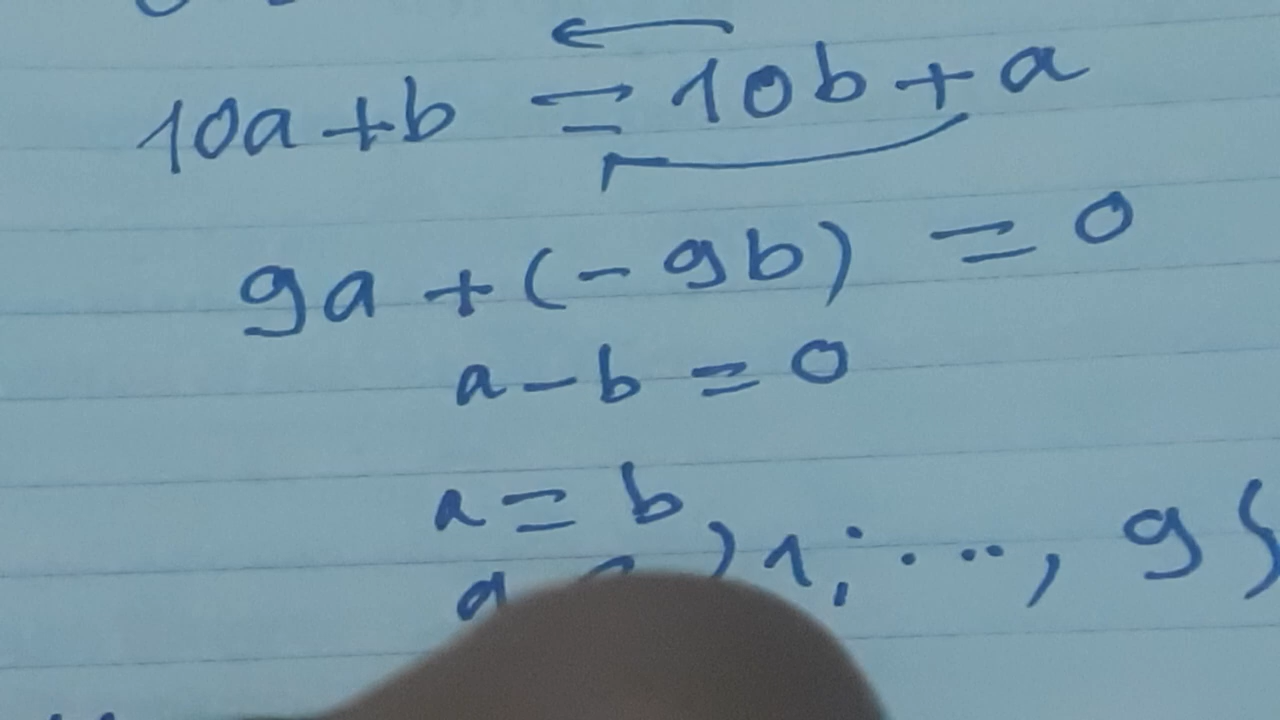 10a+b = 10b+a
9a + (-9b) = 0
a - b = 0
a = b
a 1; ..., 9}